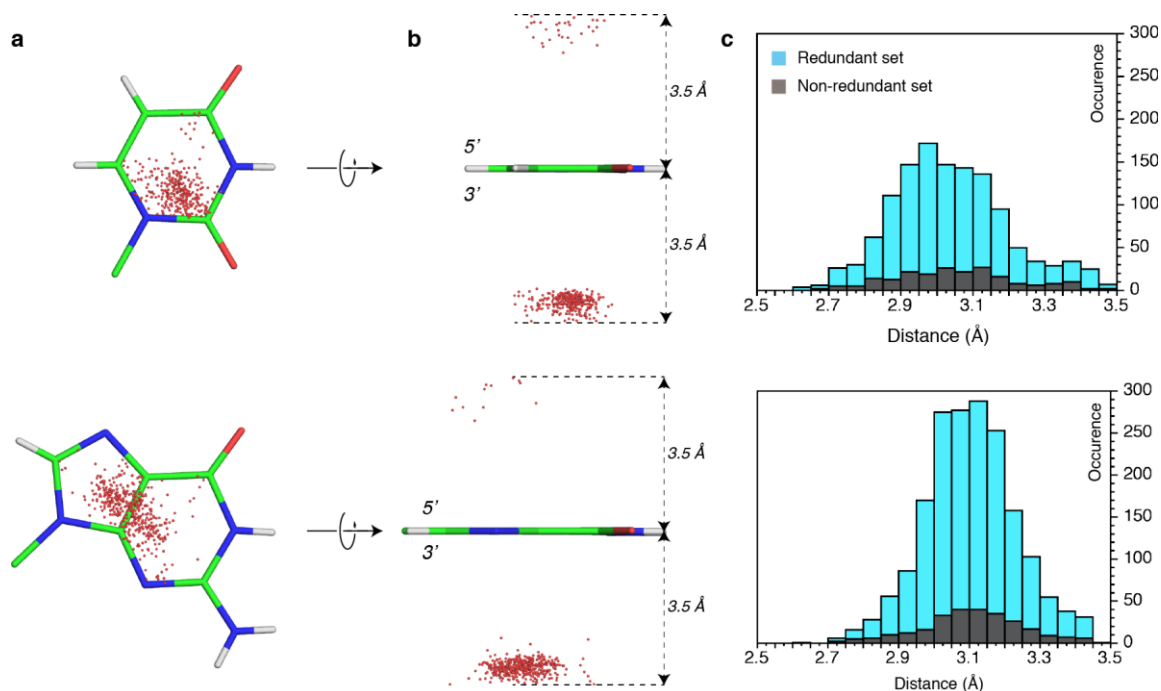 a
b
c
5’
3’
3.5 Å
3.5 Å
Redundant set
Non-redundant set
Occurence
300
250
200
150
100
50
0
2.5 2.7 2.9 3.1 3.3 3.5
Distance (Å)
5’
3’
3.5 Å
3.5 Å
Occurence
300
250
200
150
100
50
0
2.5 2.7 2.9 3.1 3.3 3.5
Distance (Å)